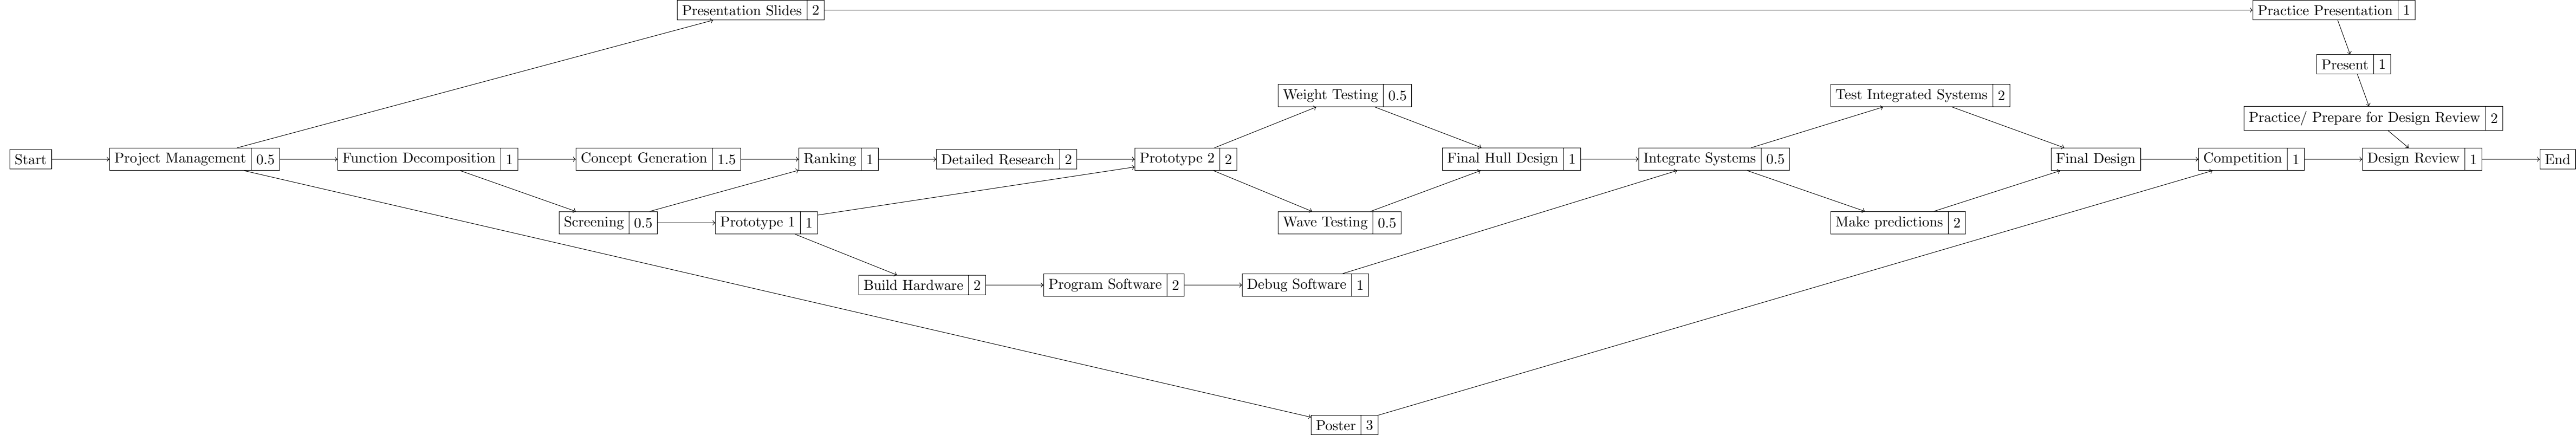 Presentation Slides 2
Practice Presentation 1
Present 1
Weight Testing 0.5
Test Integrated Systems 2
Practice/ Prepare for Design Review 2
Start
Project Management 0.5
Function Decomposition 1
Concept Generation 1.5
Ranking 1
Detailed Research 2
Prototype 2 2
Final Hull Design 1
Integrate Systems 0.5
Final Design
Competition 1
Design Review 1
End
Screening 0.5
Prototype 1 1
Wave Testing 0.5
Make predictions 2
Build Hardware 2
Program Software 2
Debug Software 1
Poster 3